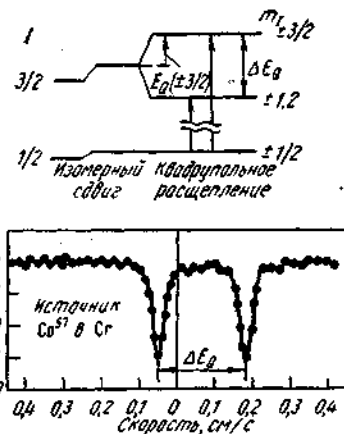 I
m_I
±3/2
3/2
E_Q(±3/2)
ΔE_Q
±1,2
1/2
±1/2
Изомерный Квадрупольное
сдвиг расщепление
Источник
Co⁵⁷ в Cr
ΔE_Q
0,4 0,3 0,2 0,1 0 0,1 0,2 0,3 0,4
Скорость, см/с